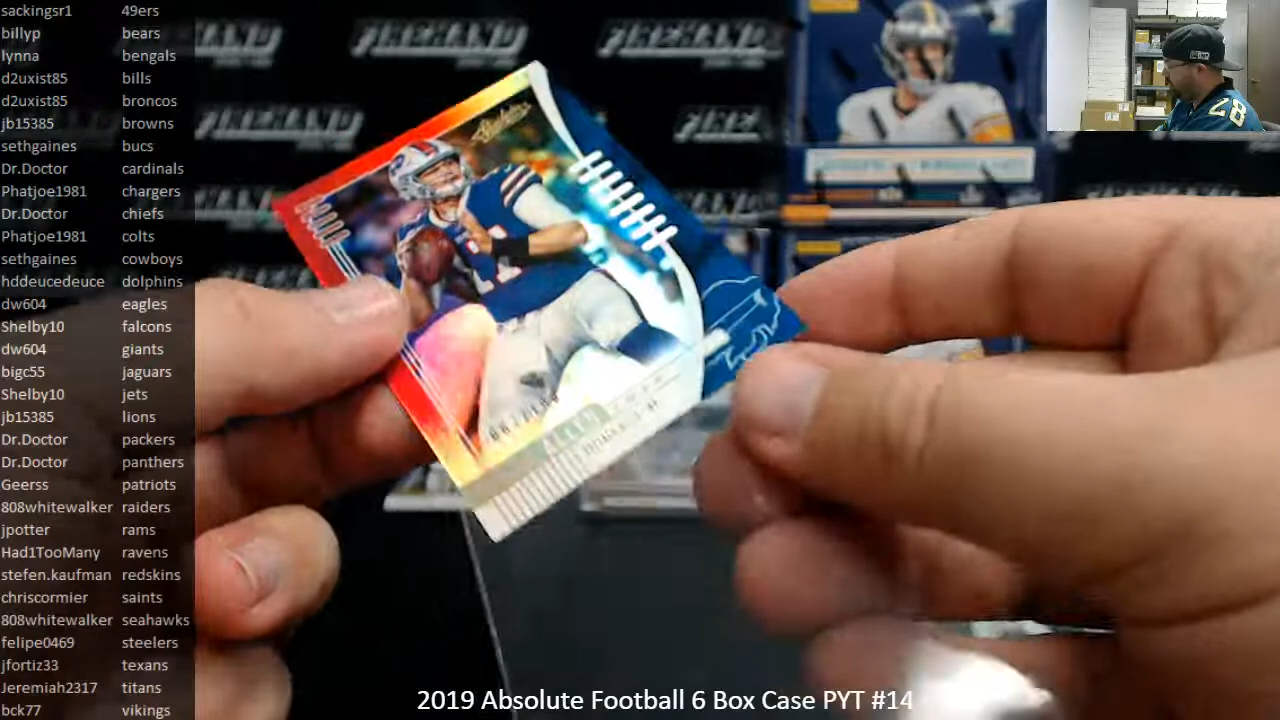 sackingsr1 49ers
billyp bears
lynna bengals
d2uxist85 bills
d2uxist85 broncos
jb15385 browns
sethgaines bucs
Dr.Doctor cardinals
Phatjoe1981 chargers
Dr.Doctor chiefs
Phatjoe1981 colts
sethgaines cowboys
hddeucedeuce dolphins
dw604 eagles
Shelby10 falcons
dw604 giants
bigc55 jaguars
Shelby10 jets
jb15385 lions
Dr.Doctor packers
Dr.Doctor panthers
Geerss patriots
808whitewalker raiders
jpotter rams
Had1TooMany ravens
stefen.kaufman redskins
chriscormier saints
808whitewalker seahawks
felipe0469 steelers
jfortiz33 texans
Jeremiah2317 titans
bck77 vikings
Absolute
17
ALLEN
28
2019 Absolute Football 6 Box Case PYT #14